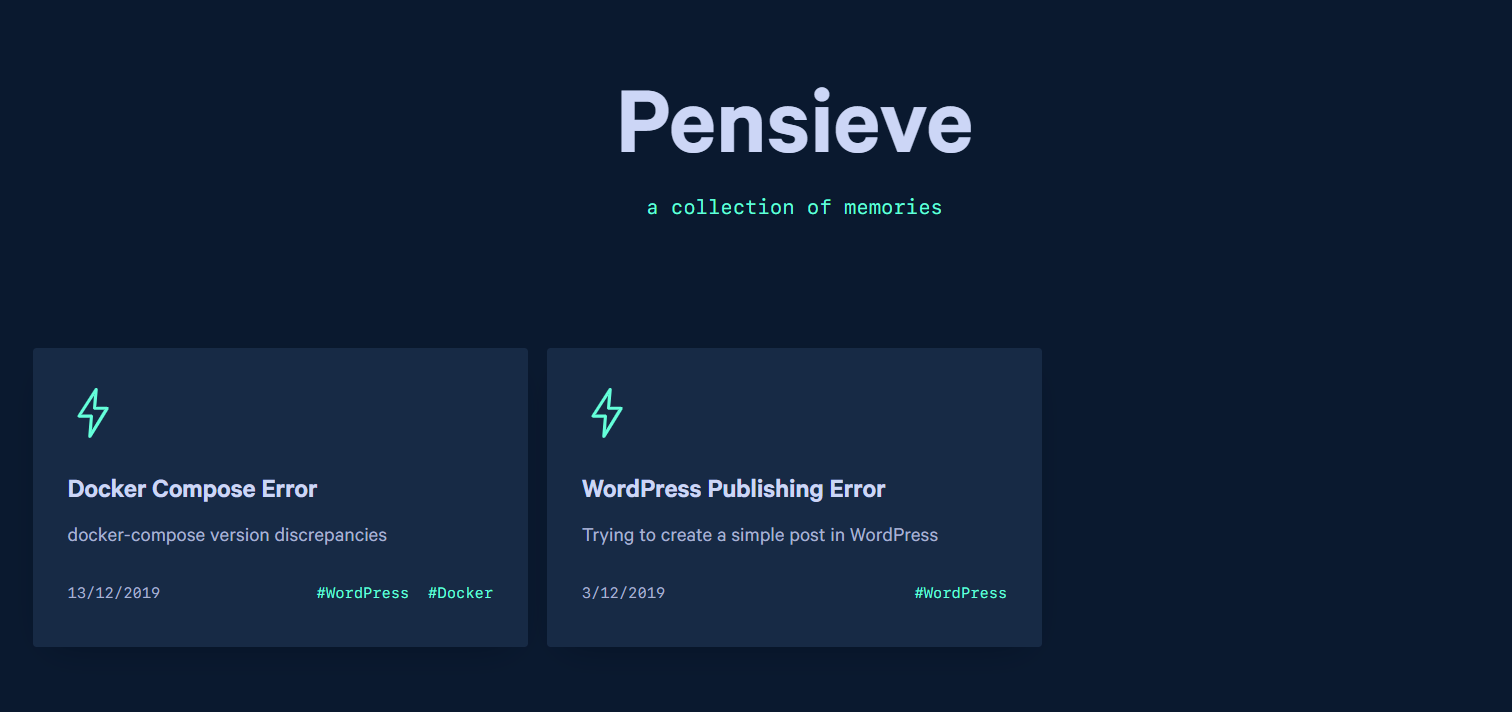 Pensieve
a collection of memories
Docker Compose Error
docker-compose version discrepancies
13/12/2019 #WordPress #Docker
WordPress Publishing Error
Trying to create a simple post in WordPress
3/12/2019 #WordPress